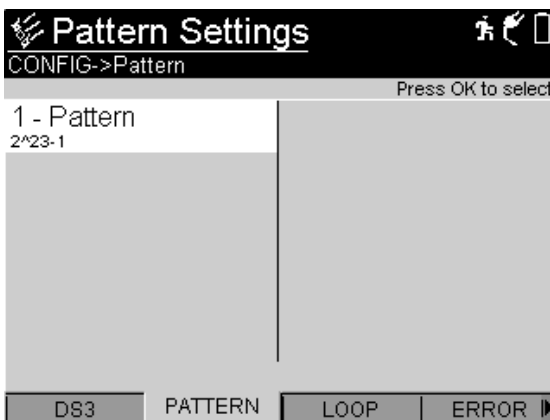 Pattern Settings
CONFIG->Pattern
Press OK to select
1 - Pattern
2^23-1
DS3 PATTERN LOOP ERROR